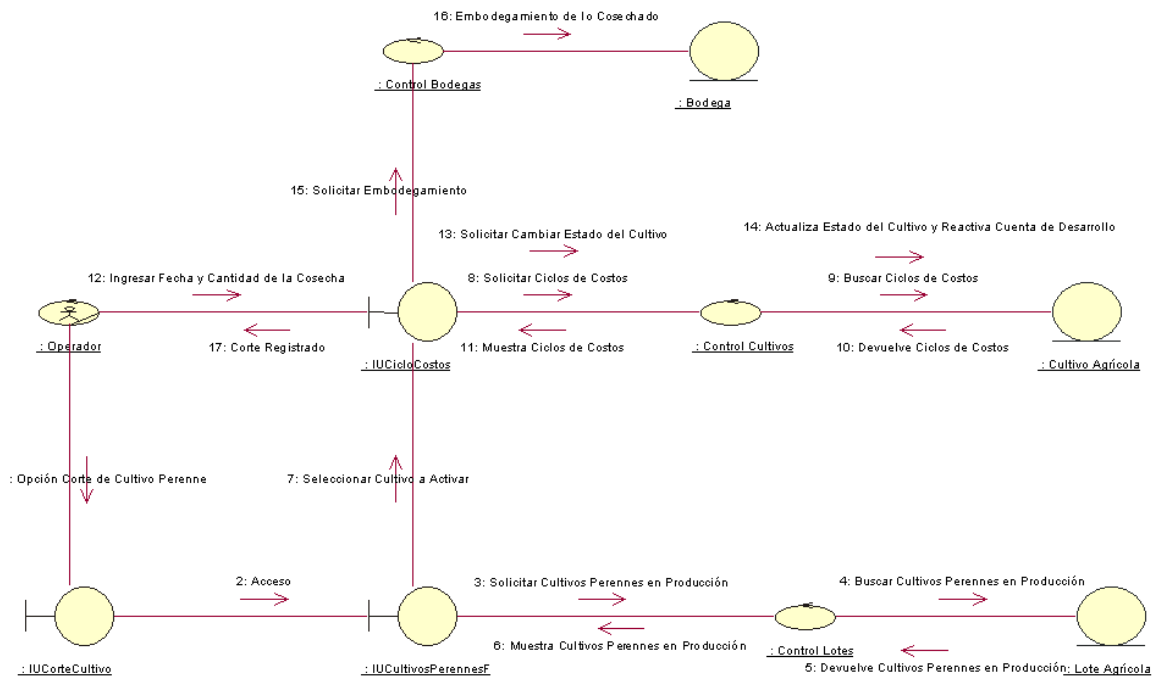 16: Embodegamiento de lo Cosechado
: Control Bodegas
: Bodega
15: Solicitar Embodegamiento
13: Solicitar Cambiar Estado del Cultivo
14: Actualiza Estado del Cultivo y Reactiva Cuenta de Desarrollo
12: Ingresar Fecha y Cantidad de la Cosecha
8: Solicitar Ciclos de Costos
9: Buscar Ciclos de Costos
: Operador
17: Corte Registrado
: IUCicloCostos
11: Muestra Ciclos de Costos
: Control Cultivos
10: Devuelve Ciclos de Costos
: Cultivo Agrícola
: Opción Corte de Cultivo Perenne
7: Seleccionar Cultivo a Activar
2: Acceso
3: Solicitar Cultivos Perennes en Producción
4: Buscar Cultivos Perennes en Producción
: IUCorteCultivo
: IUCultivosPerennesF
6: Muestra Cultivos Perennes en Producción
: Control Lotes
5: Devuelve Cultivos Perennes en Producción
: Lote Agrícola